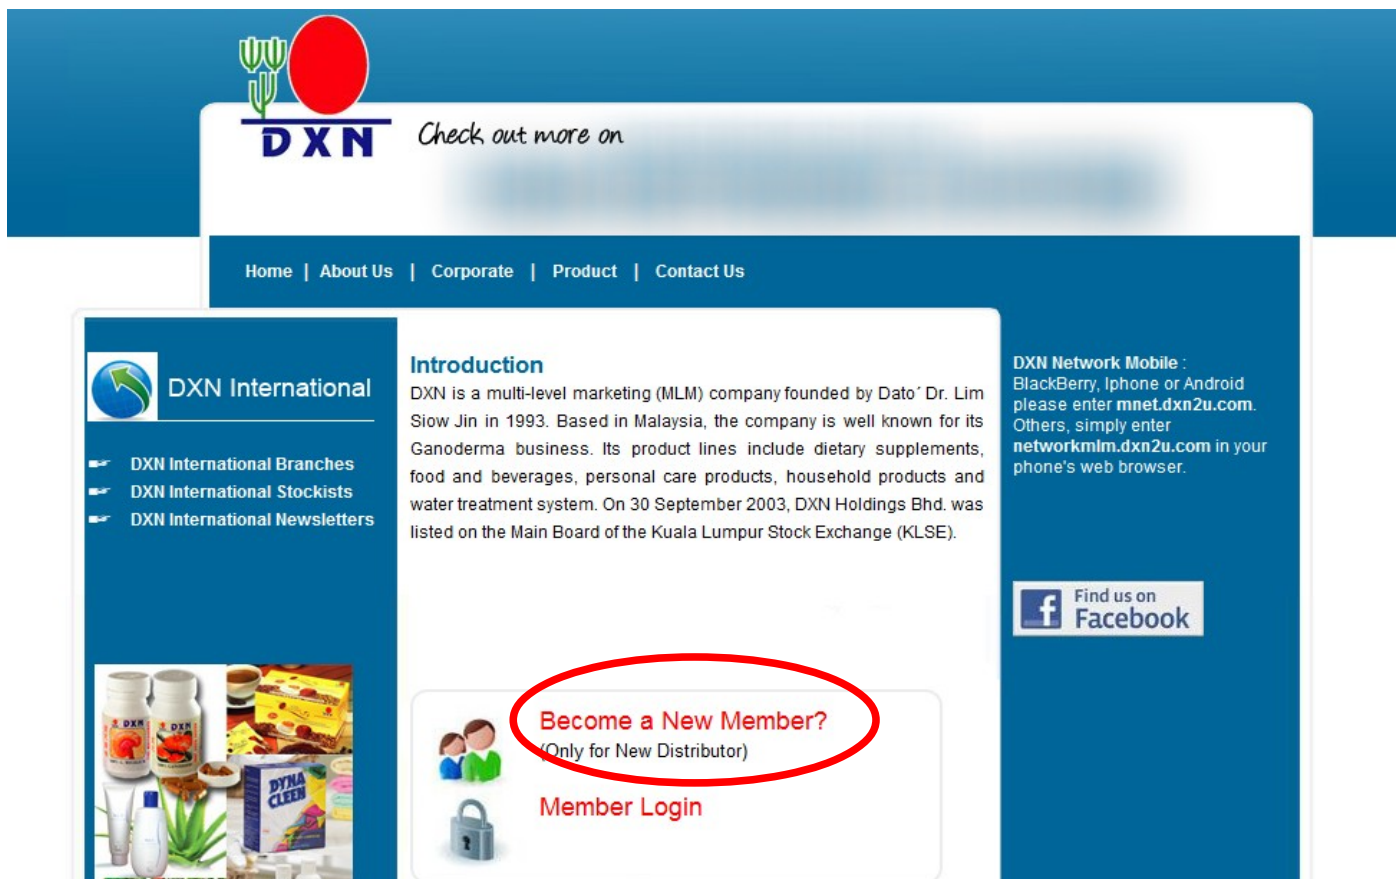 DXN
Check out more on
Home | About Us | Corporate | Product | Contact Us
DXN International
DXN International Branches
DXN International Stockists
DXN International Newsletters
Introduction
DXN is a multi-level marketing (MLM) company founded by Dato´ Dr. Lim
Siow Jin in 1993. Based in Malaysia, the company is well known for its
Ganoderma business. Its product lines include dietary supplements,
food and beverages, personal care products, household products and
water treatment system. On 30 September 2003, DXN Holdings Bhd. was
listed on the Main Board of the Kuala Lumpur Stock Exchange (KLSE).
Become a New Member?
(Only for New Distributor)
Member Login
DXN Network Mobile :
BlackBerry, Iphone or Android
please enter mnet.dxn2u.com.
Others, simply enter
networkmlm.dxn2u.com in your
phone's web browser.
Find us on
Facebook
DXN
DXN
DYNA
CLEEN